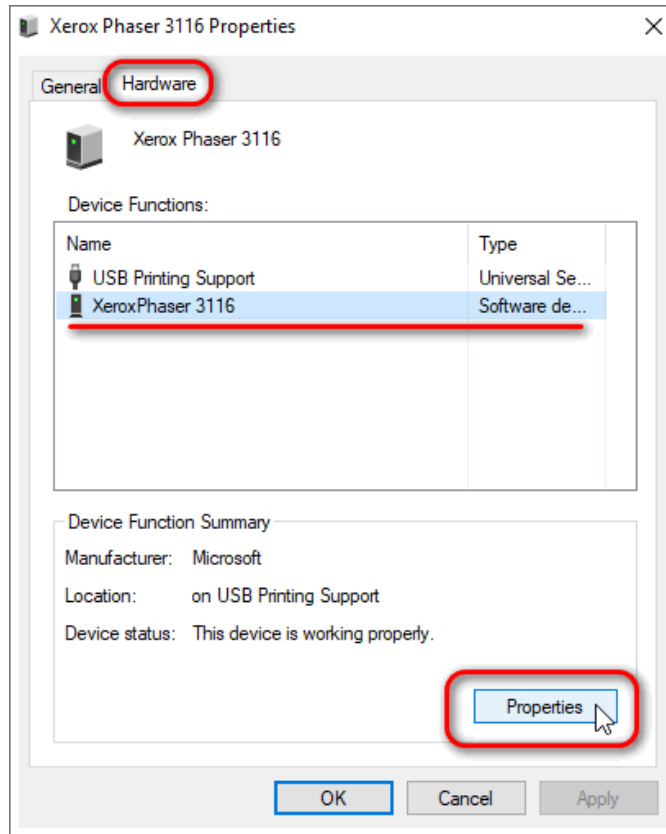 Xerox Phaser 3116 Properties
General Hardware
Xerox Phaser 3116
Device Functions:
Name Type
USB Printing Support Universal Se...
XeroxPhaser 3116 Software de...
Device Function Summary
Manufacturer: Microsoft
Location: on USB Printing Support
Device status: This device is working properly.
Properties
OK Cancel Apply